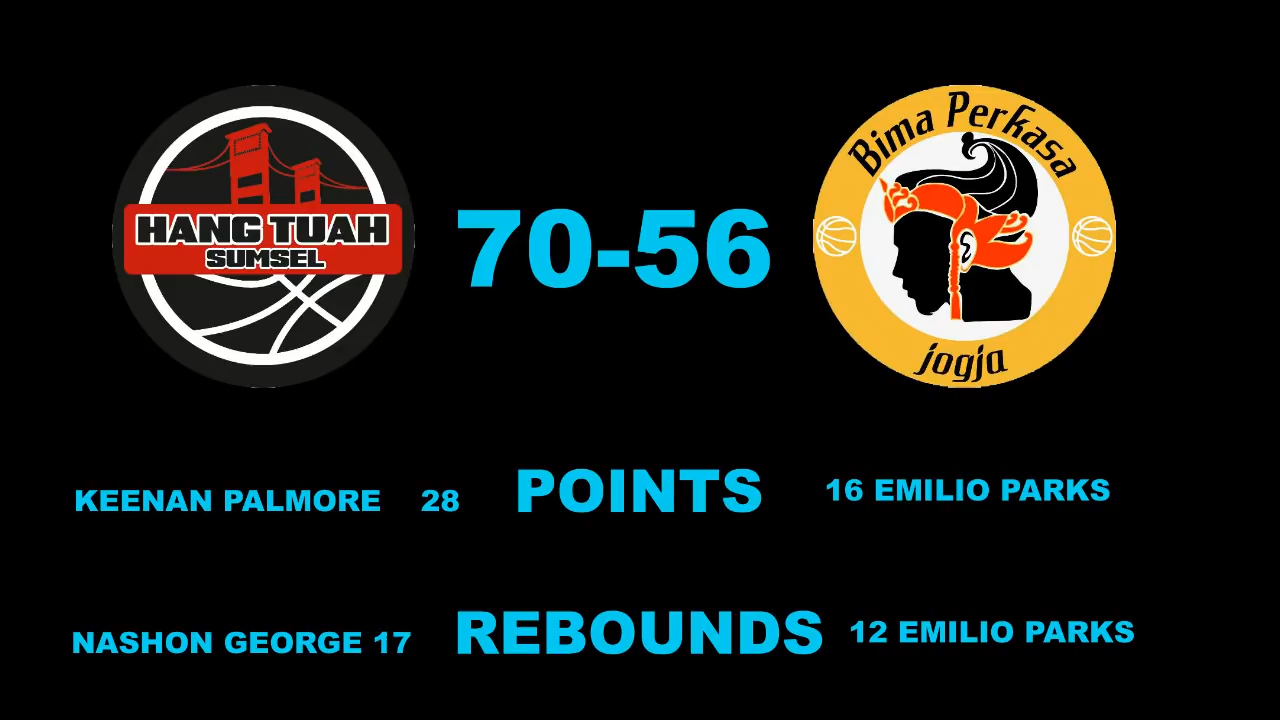 HANG TUAH
SUMSEL
70-56
Bima Perkasa
jogja
KEENAN PALMORE 28
POINTS
16 EMILIO PARKS
NASHON GEORGE 17
REBOUNDS
12 EMILIO PARKS